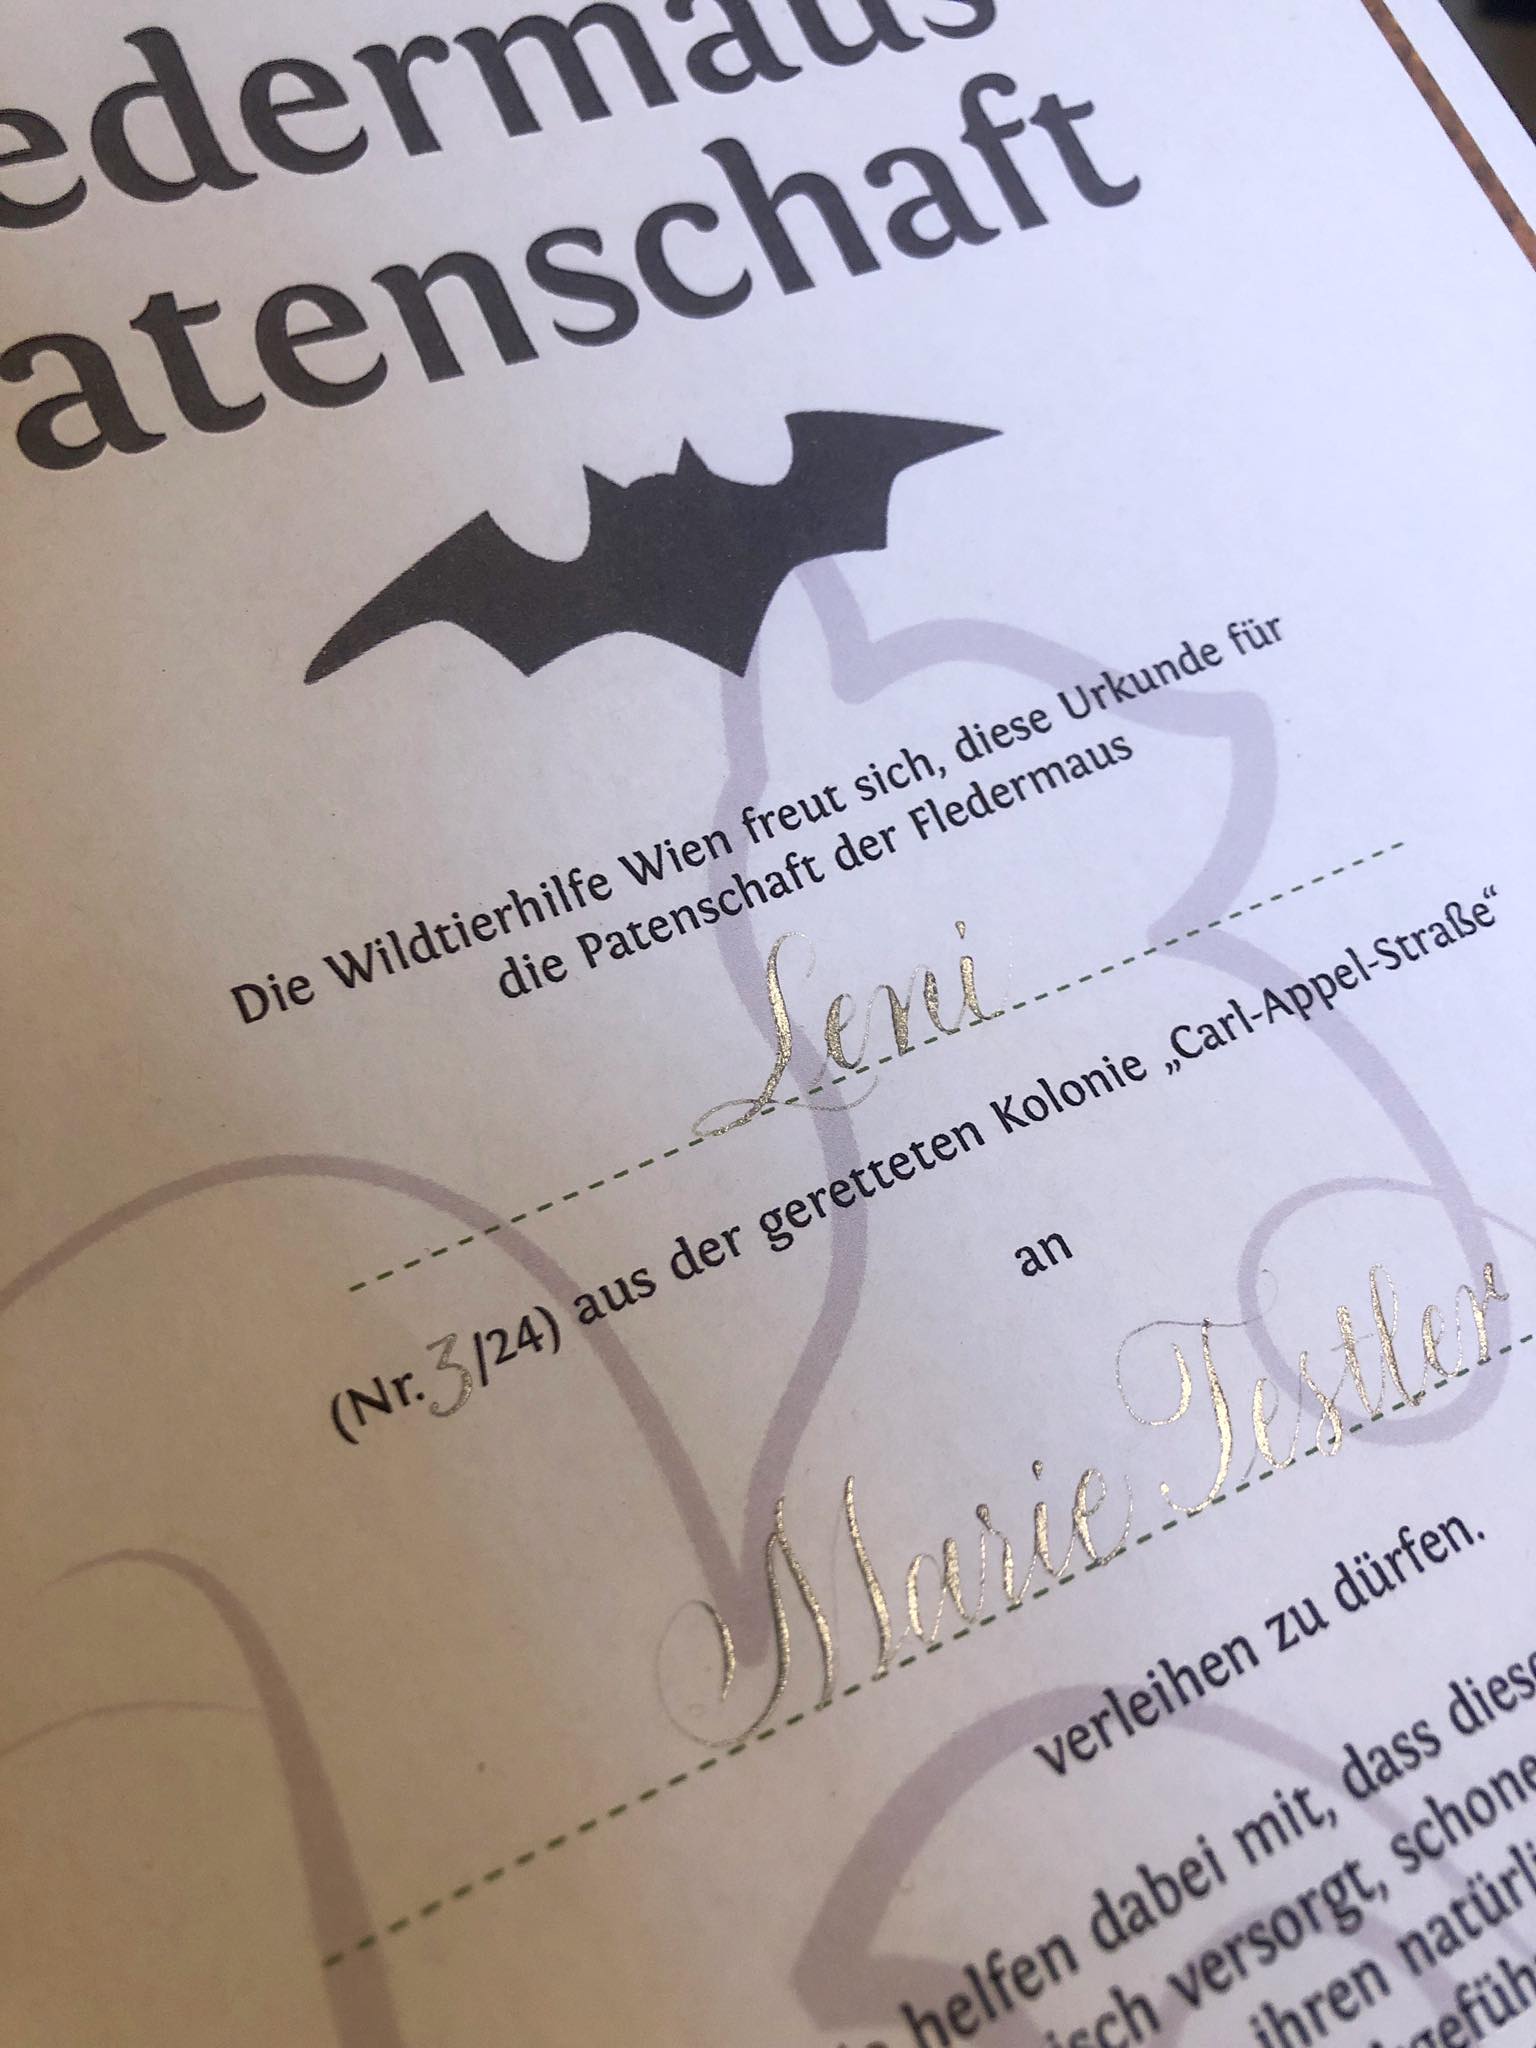 edermaus
atenschaft
Die Wildtierhilfe Wien freut sich, diese Urkunde für
die Patenschaft der Fledermaus
Leni
(Nr. 3/24) aus der geretteten Kolonie „Carl-Appel-Straße“
an
Marie Testler
verleihen zu dürfen.
helfen dabei mit, dass diese
isch versorgt, schone
ihren natürli
geführ